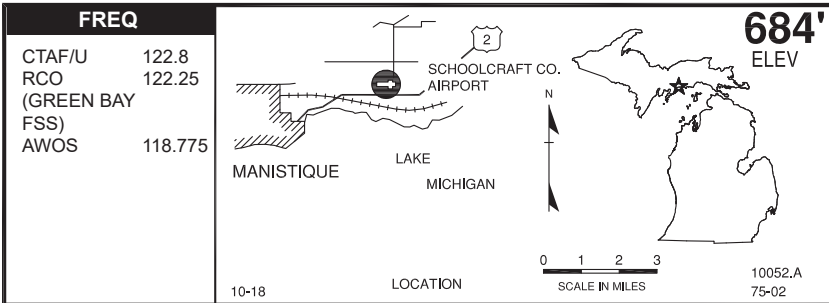 FREQ
CTAF/U 122.8
RCO 122.25
(GREEN BAY
FSS)
AWOS 118.775
2
SCHOOLCRAFT CO.
AIRPORT
N
MANISTIQUE
LAKE
MICHIGAN
0 1 2 3
SCALE IN MILES
10-18
LOCATION
684'
ELEV
10052.A
75-02